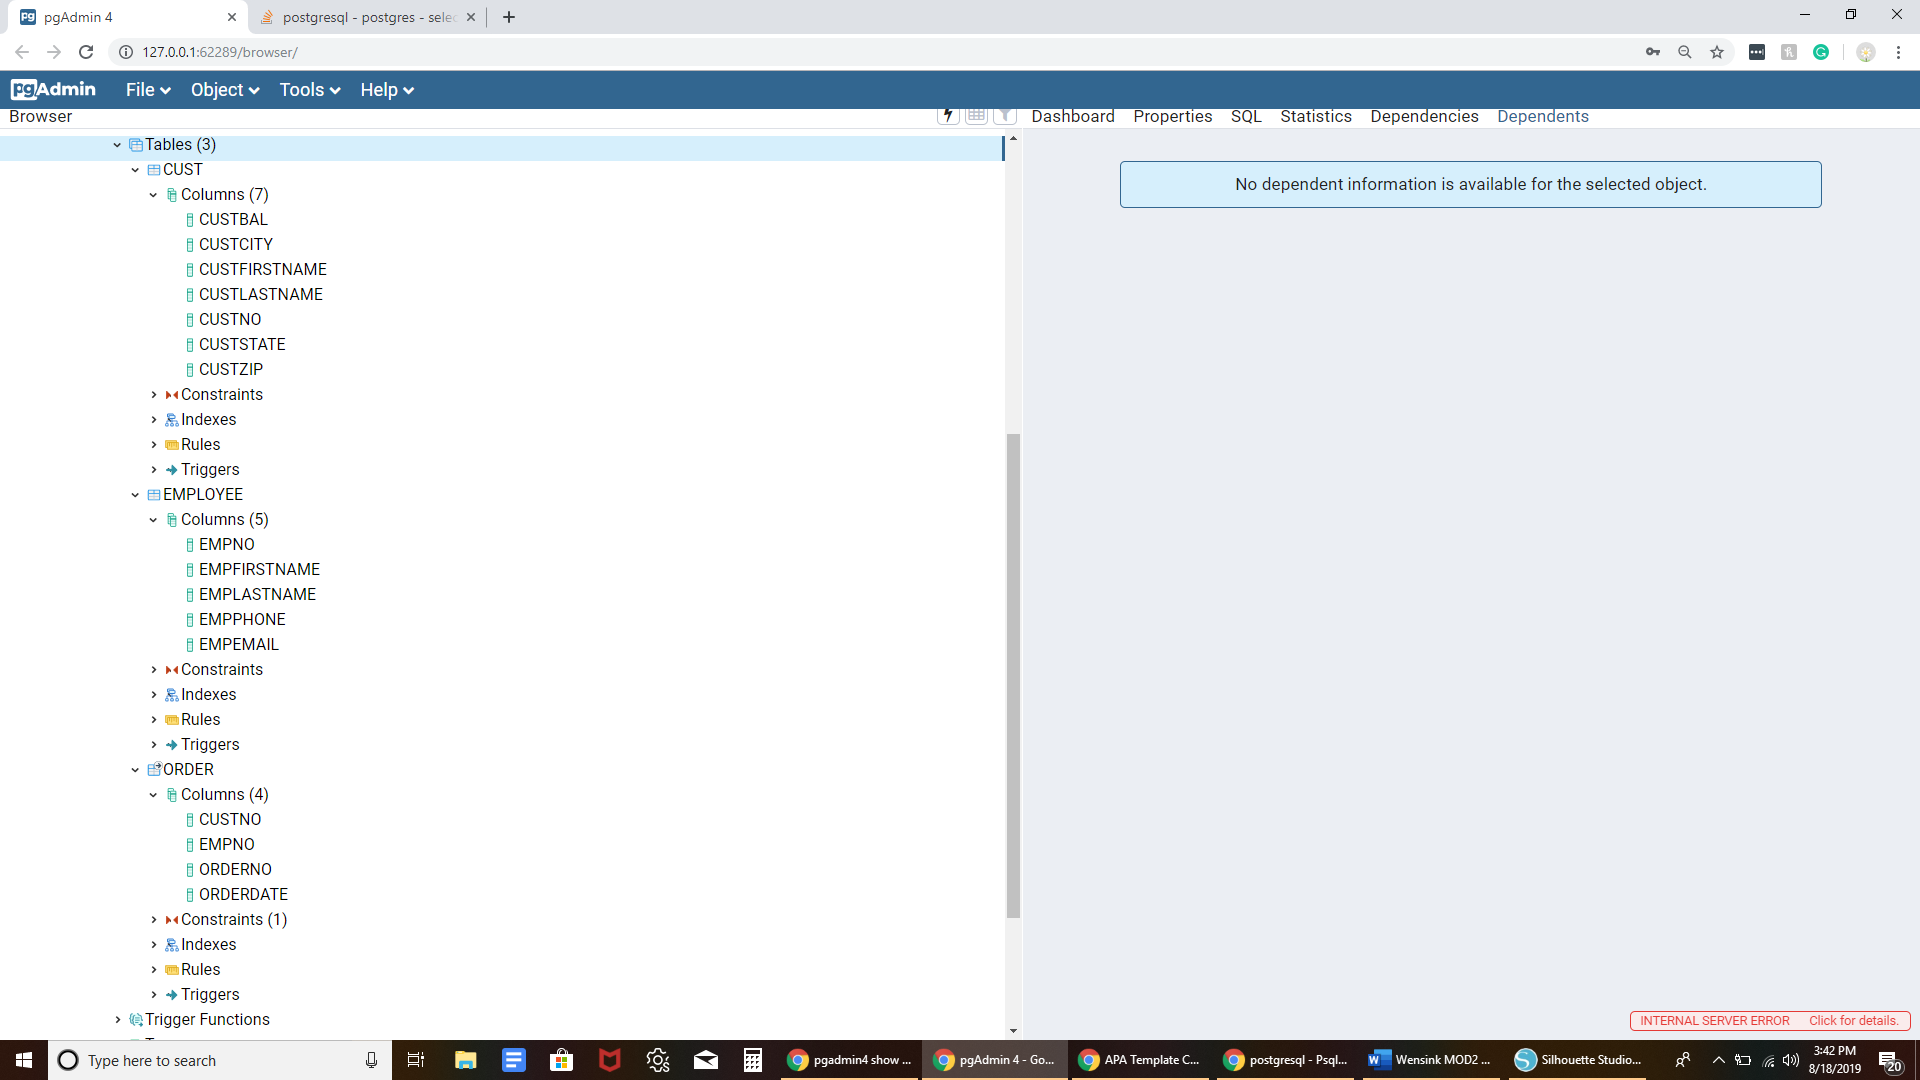 pgAdmin 4
postgresql - postgres - selec
127.0.0.1:62289/browser/
pgAdmin File Object Tools Help
Browser
Dashboard Properties SQL Statistics Dependencies Dependents
Tables (3)
CUST
Columns (7)
CUSTBAL
CUSTCITY
CUSTFIRSTNAME
CUSTLASTNAME
CUSTNO
CUSTSTATE
CUSTZIP
Constraints
Indexes
Rules
Triggers
EMPLOYEE
Columns (5)
EMPNO
EMPFIRSTNAME
EMPLASTNAME
EMPPHONE
EMPEMAIL
Constraints
Indexes
Rules
Triggers
ORDER
Columns (4)
CUSTNO
EMPNO
ORDERNO
ORDERDATE
Constraints (1)
Indexes
Rules
Triggers
Trigger Functions
No dependent information is available for the selected object.
INTERNAL SERVER ERROR Click for details.
Type here to search
pgadmin4 show ...
pgAdmin 4 - Go...
APA Template C...
postgresql - Psql...
Wensink MOD2 ...
Silhouette Studio...
3:42 PM
8/18/2019
20